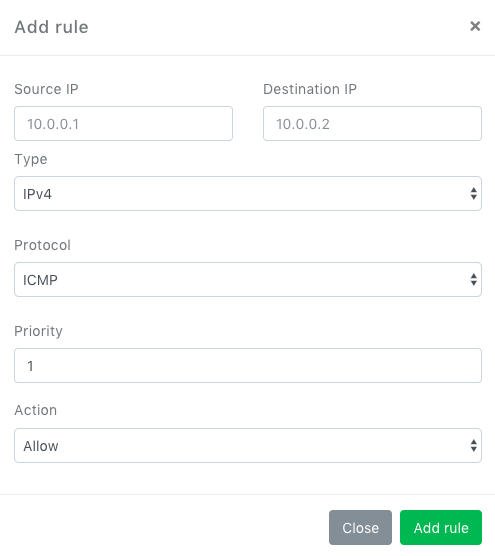 Add rule ×
Source IP Destination IP
10.0.0.1 10.0.0.2
Type
IPv4
Protocol
ICMP
Priority
1
Action
Allow
Close Add rule